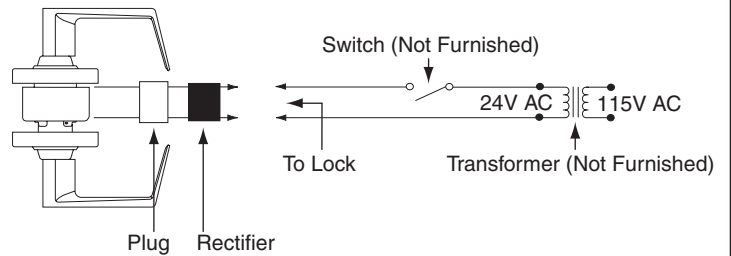 Switch (Not Furnished)
24V AC
115V AC
To Lock
Transformer (Not Furnished)
Plug
Rectifier